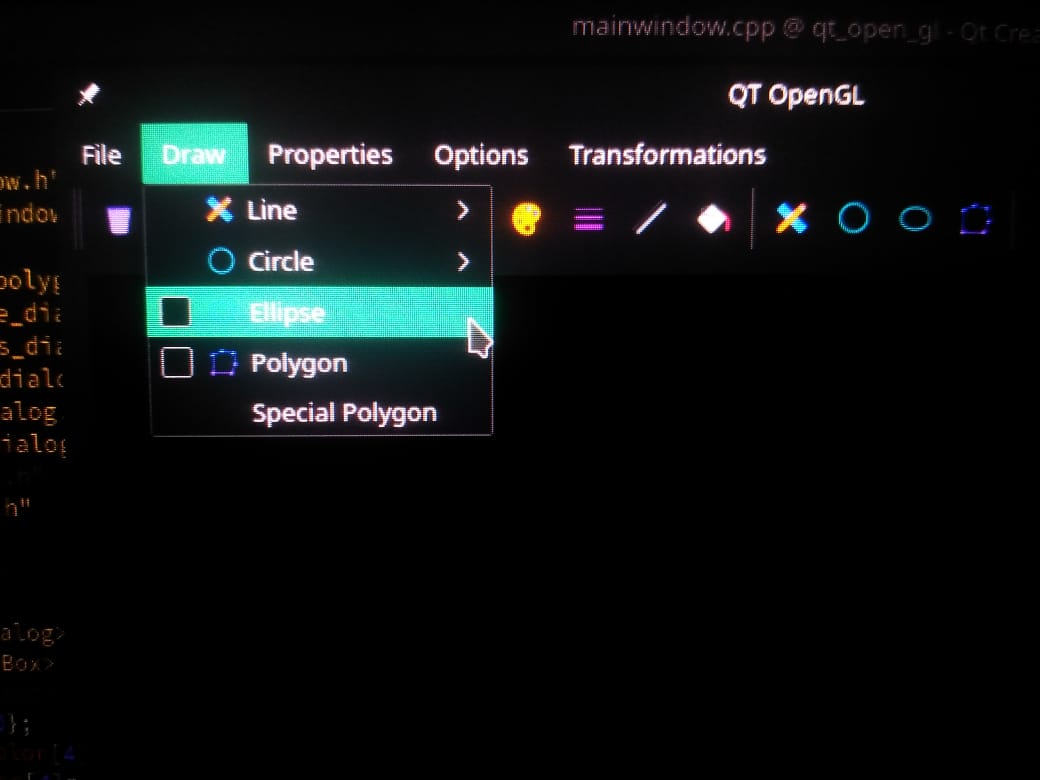 mainwindow.cpp @ qt_open_gl - Qt Crea
QT OpenGL
File Draw Properties Options Transformations
Line
Circle
Ellipse
Polygon
Special Polygon
ow.h'
indow
polyg
e_dia
s_dia
dialo
alog
ialog
h"
alog>
Box>
};
olor[4